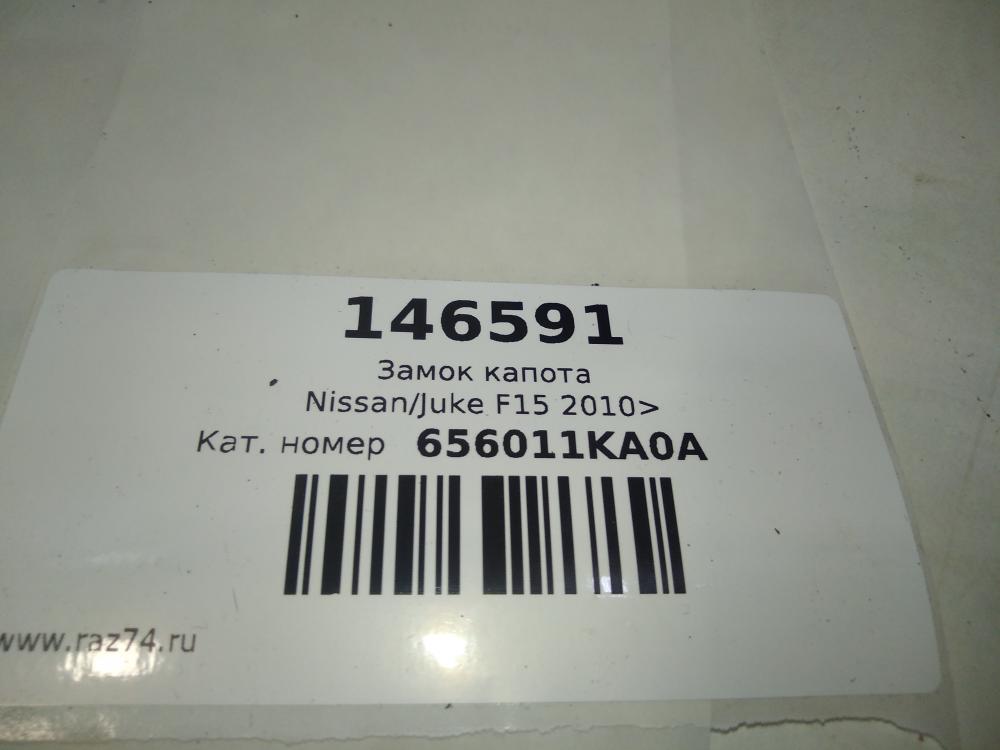 146591
Замок капота
Nissan/Juke F15 2010>
Кат. номер 656011KA0A
www.raz74.ru